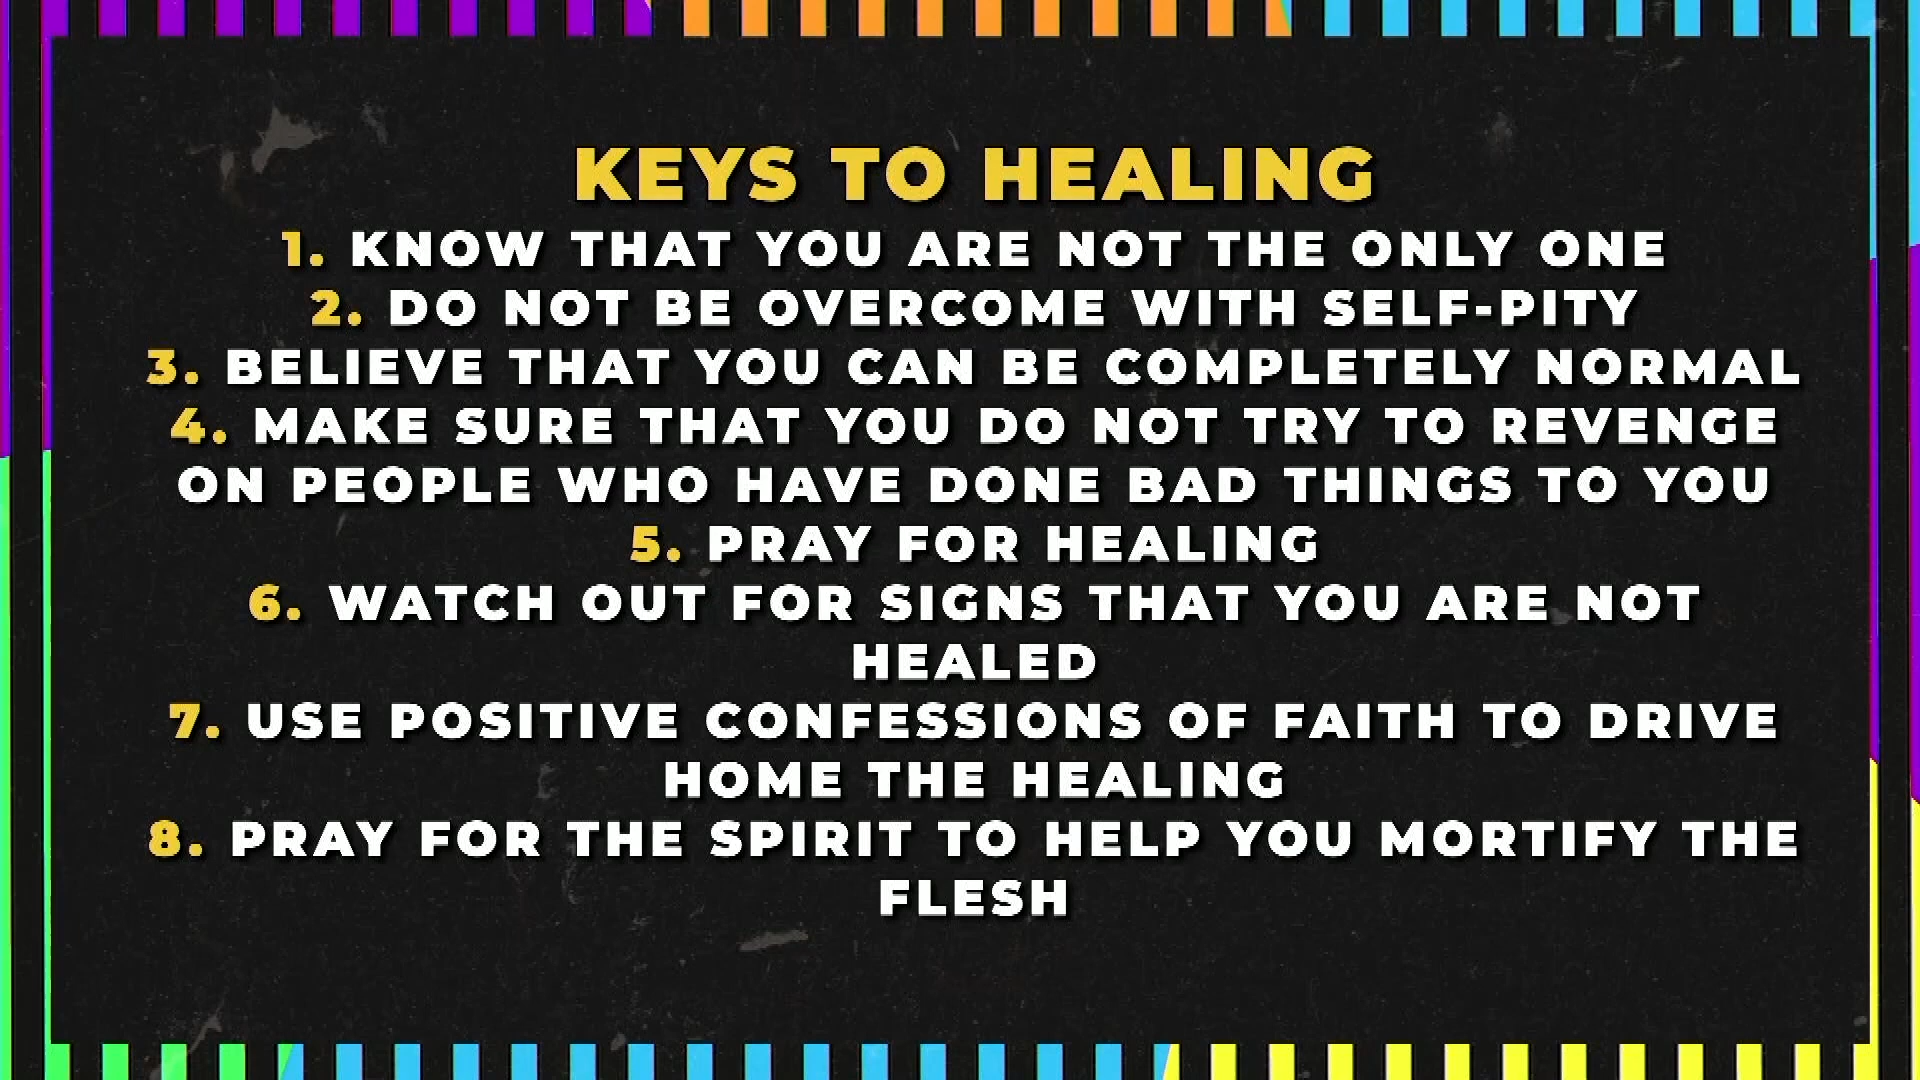 KEYS TO HEALING
1. KNOW THAT YOU ARE NOT THE ONLY ONE
2. DO NOT BE OVERCOME WITH SELF-PITY
3. BELIEVE THAT YOU CAN BE COMPLETELY NORMAL
4. MAKE SURE THAT YOU DO NOT TRY TO REVENGE
ON PEOPLE WHO HAVE DONE BAD THINGS TO YOU
5. PRAY FOR HEALING
6. WATCH OUT FOR SIGNS THAT YOU ARE NOT
HEALED
7. USE POSITIVE CONFESSIONS OF FAITH TO DRIVE
HOME THE HEALING
8. PRAY FOR THE SPIRIT TO HELP YOU MORTIFY THE
FLESH